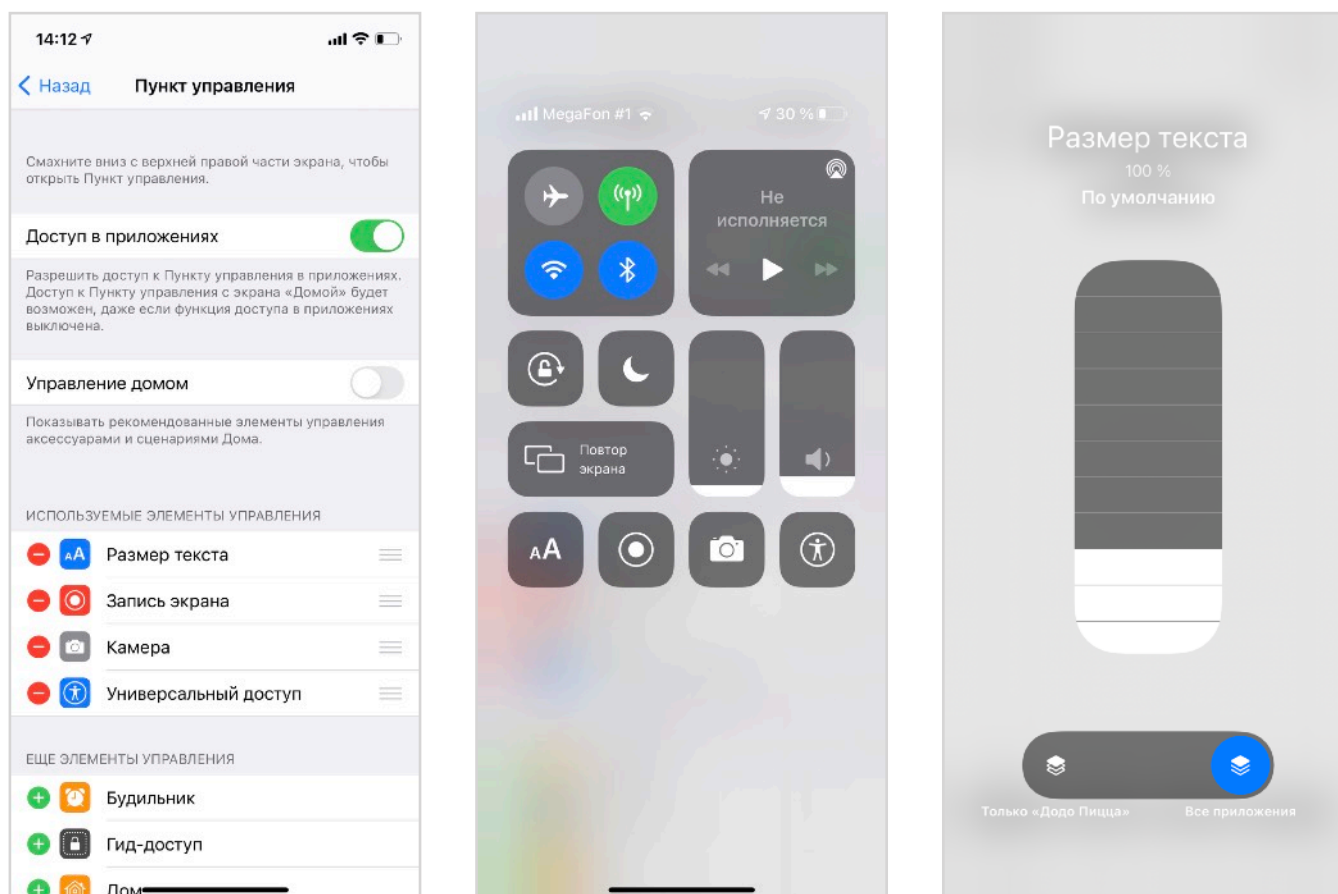 14:12
Назад
Пункт управления
Смахните вниз с верхней правой части экрана, чтобы
открыть Пункт управления.
Доступ в приложениях
Разрешить доступ к Пункту управления в приложениях.
Доступ к Пункту управления с экрана «Домой» будет
возможен, даже если функция доступа в приложениях
выключена.
Управление домом
Показывать рекомендованные элементы управления
аксессуарами и сценариями Дома.
ИСПОЛЬЗУЕМЫЕ ЭЛЕМЕНТЫ УПРАВЛЕНИЯ
AA Размер текста
Запись экрана
Камера
Универсальный доступ
ЕЩЕ ЭЛЕМЕНТЫ УПРАВЛЕНИЯ
Будильник
Гид-доступ
Дом
MegaFon #1
30 %
Не
исполняется
Повтор
экрана
AA
Размер текста
100 %
По умолчанию
Только «Додо Пицца»
Все приложения